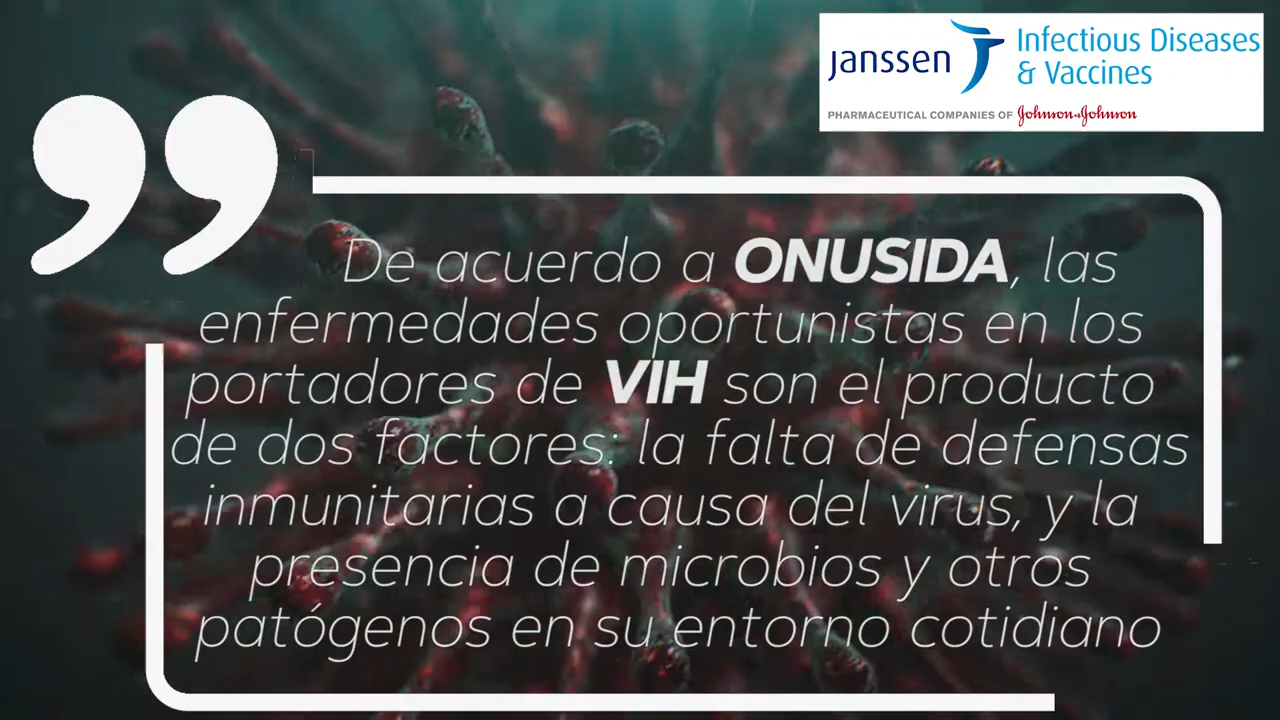 janssen
Infectious Diseases
& Vaccines
PHARMACEUTICAL COMPANIES OF Johnson&Johnson
”
De acuerdo a ONUSIDA, las
enfermedades oportunistas en los
portadores de VIH son el producto
de dos factores: la falta de defensas
inmunitarias a causa del virus, y la
presencia de microbios y otros
patógenos en su entorno cotidiano